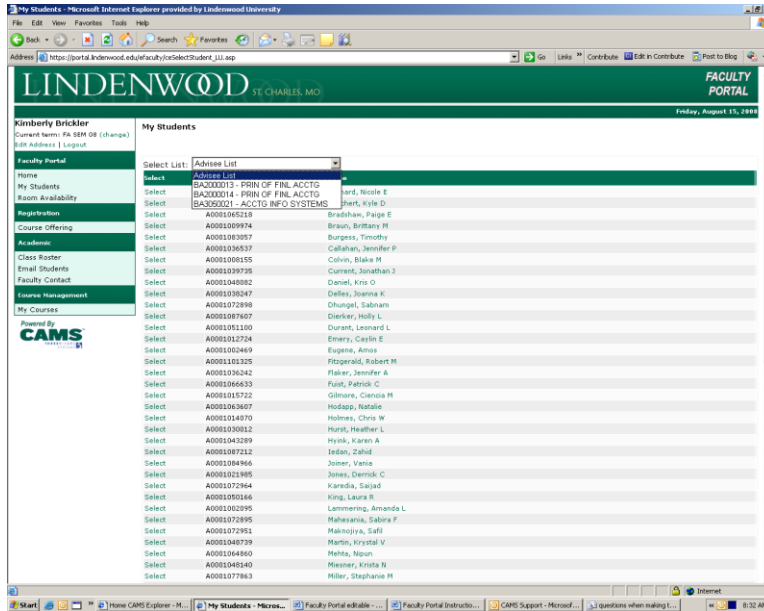 My Students - Microsoft Internet Explorer provided by Lindenwood University
File Edit View Favorites Tools Help
Back Search Favorites
Address https://portal.lindenwood.edu/efaculty/ceSelectStudent_LU.asp Go Links » Contribute Edit in Contribute Post to Blog
LINDENWOOD ST. CHARLES, MO
FACULTY
PORTAL
Friday, August 15, 2008
Kimberly Brickler
Current term: FA SEM 08 (change)
Edit Address | Logout
Faculty Portal
Home
My Students
Room Availability
Registration
Course Offering
Academic
Class Roster
Email Students
Faculty Contact
Course Management
My Courses
Powered By
CAMS
My Students
Select List: Advisee List
Advisee List
BA2000013 - PRIN OF FINL ACCTG
BA2000014 - PRIN OF FINL ACCTG
BA3050021 - ACCTG INFO SYSTEMS
Select
Select Nicole E
Select Kyle D
Select A0001065218 Bradshaw, Paige E
Select A0001009974 Braun, Brittany M
Select A0001083057 Burgess, Timothy
Select A0001036537 Callahan, Jennifer P
Select A0001008155 Colvin, Blake M
Select A0001039735 Current, Jonathan J
Select A0001048882 Daniel, Kris O
Select A0001038247 Delles, Joanna K
Select A0001072898 Dhungel, Sabnam
Select A0001087607 Dierker, Holly L
Select A0001051100 Durant, Leonard L
Select A0001012724 Emery, Caylin E
Select A0001002469 Eugene, Amos
Select A0001101325 Fitzgerald, Robert M
Select A0001036242 Flaker, Jennifer A
Select A0001066633 Fuist, Patrick C
Select A0001015722 Gilmore, Ciencia M
Select A0001063607 Hodapp, Natalie
Select A0001014070 Holmes, Chris W
Select A0001030012 Hurst, Heather L
Select A0001043289 Hyink, Karen A
Select A0001087212 Iedan, Zahid
Select A0001084966 Joiner, Vania
Select A0001021985 Jones, Derrick C
Select A0001072964 Karedia, Saijad
Select A0001050166 King, Laura R
Select A0001002095 Lammering, Amanda L
Select A0001072895 Mahesania, Sabira F
Select A0001072951 Maknojiya, Safil
Select A0001048739 Martin, Krystal V
Select A0001064860 Mehta, Nipun
Select A0001048140 Miesner, Krista N
Select A0001077863 Miller, Stephanie M
Internet
Start » Home CAMS Explorer - M... My Students - Micros... Faculty Portal editable - ... Faculty Portal Instructio... CAMS Support - Microsof... questions when making t... « 8:32 AM